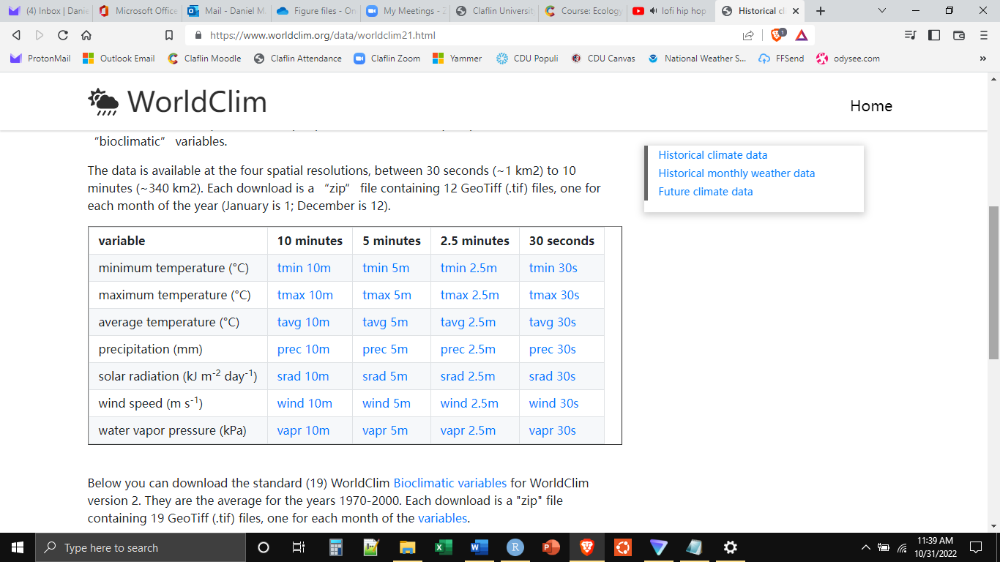 (4) Inbox | Danie
Microsoft Office
Mail - Daniel M.
Figure files - On
My Meetings - Z
Claflin Universit
Course: Ecology
lofi hip hop
Historical cl
https://www.worldclim.org/data/worldclim21.html
1
ProtonMail
Outlook Email
Claflin Moodle
Claflin Attendance
Claflin Zoom
Yammer
CDU Populi
CDU Canvas
National Weather S...
FFSend
odysee.com
WorldClim
Home
“bioclimatic“ variables.
The data is available at the four spatial resolutions, between 30 seconds (~1 km2) to 10
minutes (~340 km2). Each download is a “zip“ file containing 12 GeoTiff (.tif) files, one for
each month of the year (January is 1; December is 12).
Historical climate data
Historical monthly weather data
Future climate data
variable 10 minutes 5 minutes 2.5 minutes 30 seconds
minimum temperature (°C) tmin 10m tmin 5m tmin 2.5m tmin 30s
maximum temperature (°C) tmax 10m tmax 5m tmax 2.5m tmax 30s
average temperature (°C) tavg 10m tavg 5m tavg 2.5m tavg 30s
precipitation (mm) prec 10m prec 5m prec 2.5m prec 30s
solar radiation (kJ m⁻² day⁻¹) srad 10m srad 5m srad 2.5m srad 30s
wind speed (m s⁻¹) wind 10m wind 5m wind 2.5m wind 30s
water vapor pressure (kPa) vapr 10m vapr 5m vapr 2.5m vapr 30s
Below you can download the standard (19) WorldClim Bioclimatic variables for WorldClim
version 2. They are the average for the years 1970-2000. Each download is a "zip" file
containing 19 GeoTiff (.tif) files, one for each month of the variables.
Type here to search
11:39 AM
10/31/2022